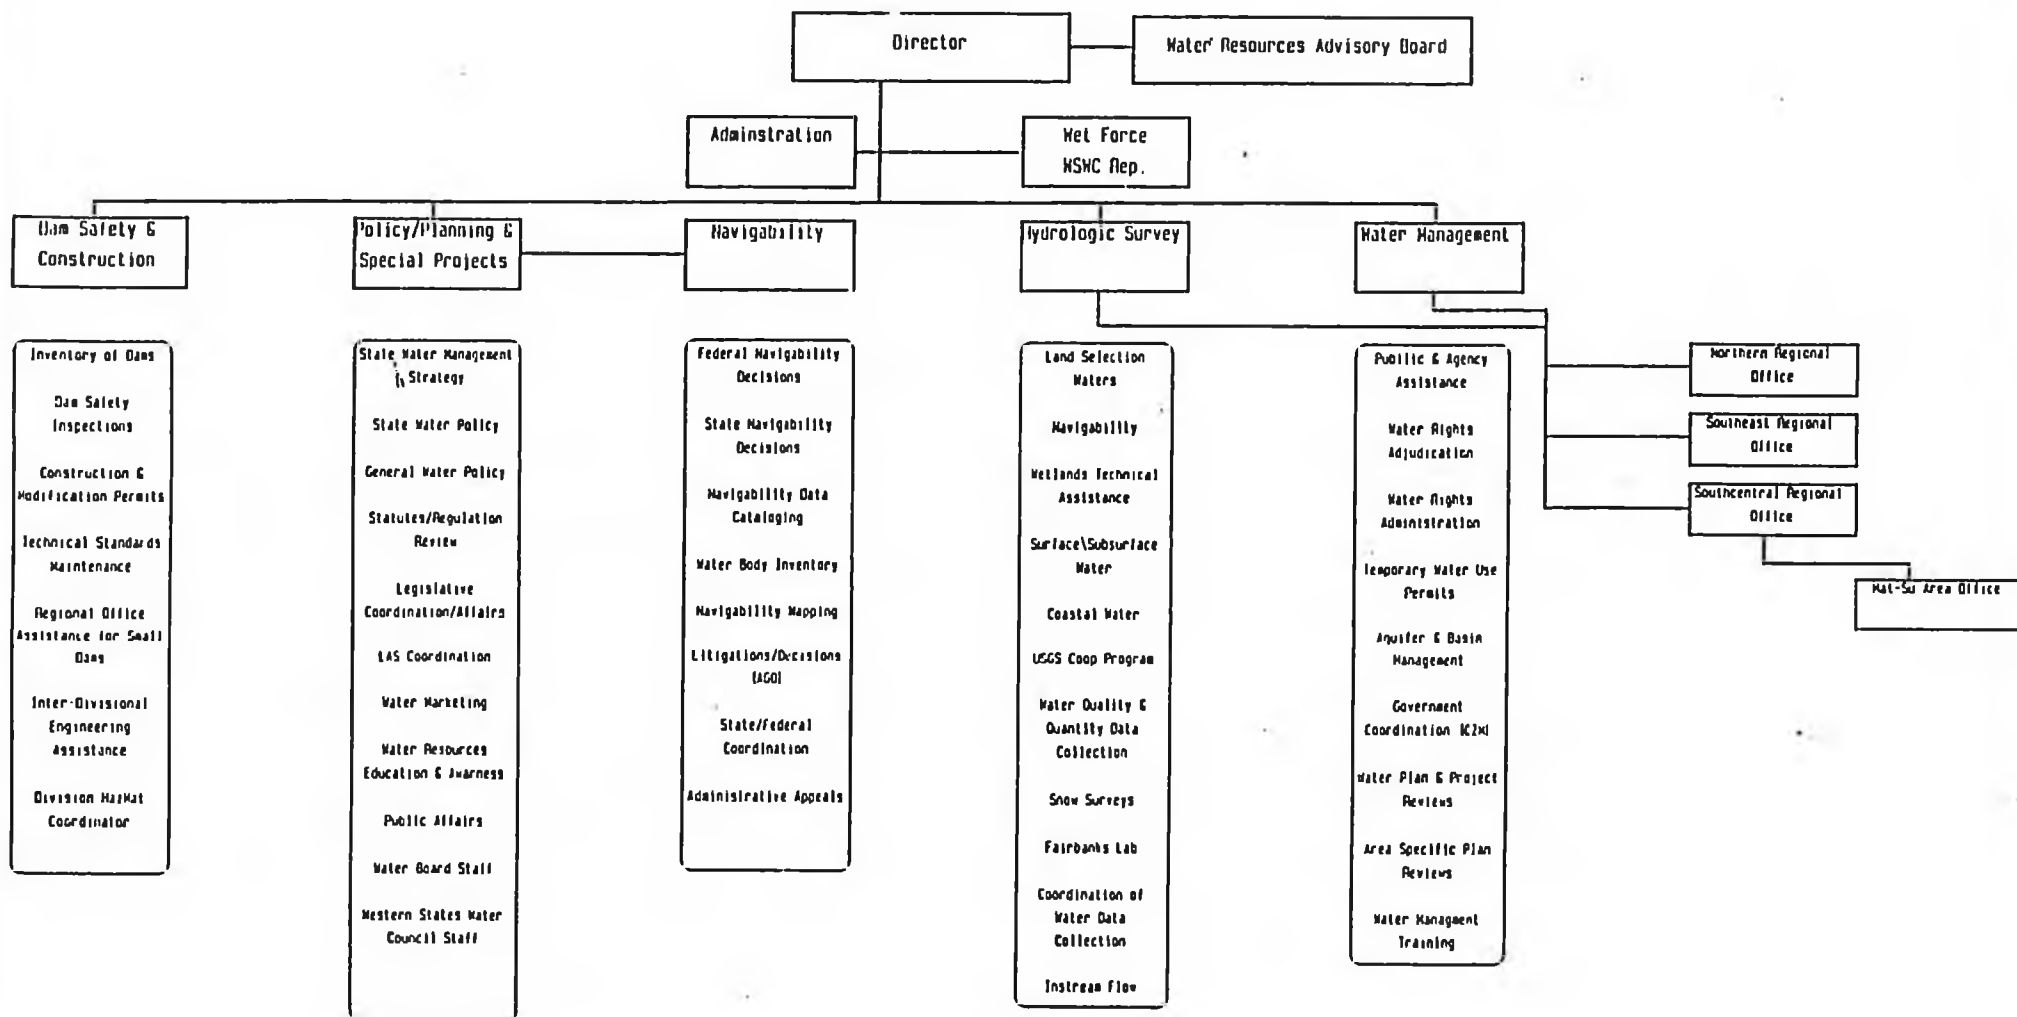 Director
Water Resources Advisory Board
Adminstration
Wet Force
WSWC Rep.
Dam Safety &
Construction
Policy/Planning &
Special Projects
Navigability
Hydrologic Survey
Water Management
Inventory of Dams
Dam Safety
Inspections
Construction &
Modification Permits
Technical Standards
Maintenance
Regional Office
Assistance for Small
Dams
Inter-Divisional
Engineering
Assistance
Division HazMat
Coordinator
State Water Management
Strategy
State Water Policy
General Water Policy
Statutes/Regulation
Review
Legislative
Coordination/Affairs
LAS Coordination
Water Marketing
Water Resources
Education & Awarness
Public Affairs
Water Board Staff
Western States Water
Council Staff
Federal Navigability
Decisions
State Navigability
Decisions
Navigability Data
Cataloging
Water Body Inventory
Navigability Mapping
Litigations/Decisions
(AGO)
State/Federal
Coordination
Administrative Appeals
Land Selection
Waters
Navigability
Wetlands Technical
Assistance
Surface\Subsurface
Water
Coastal Water
USGS Coop Program
Water Quality &
Quantity Data
Collection
Snow Surveys
Fairbanks Lab
Coordination of
Water Data
Collection
Instream Flow
Public & Agency
Assistance
Water Rights
Adjudication
Water Rights
Administration
Temporary Water Use
Permits
Aquifer & Basin
Management
Government
Coordination
Water Plan & Project
Reviews
Area Specific Plan
Reviews
Water Managment
Training
Northern Regional
Office
Southeast Regional
Office
Southcentral Regional
Office
Mat-Su Area Office